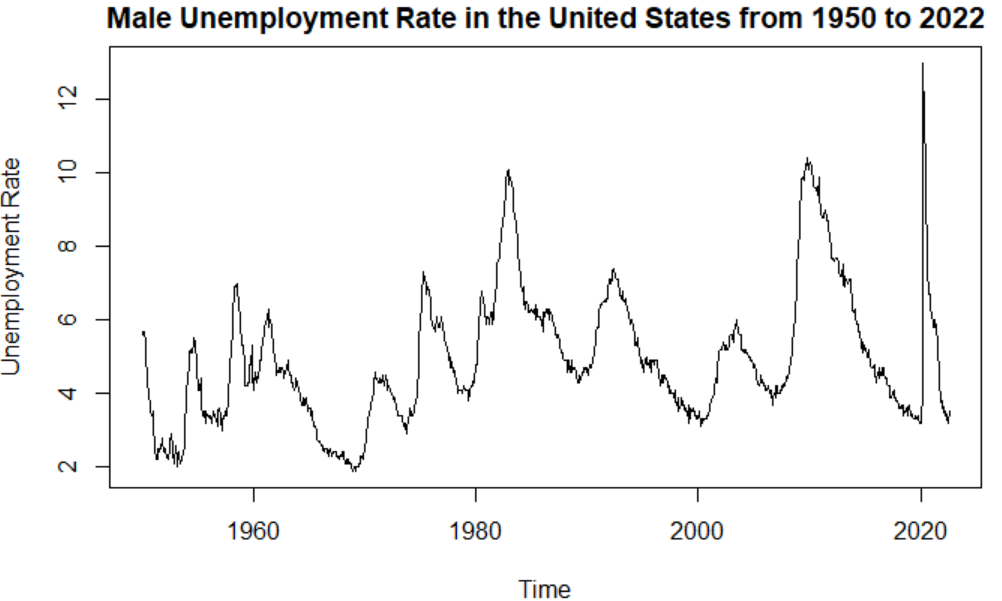 Male Unemployment Rate in the United States from 1950 to 2022
Unemployment Rate
12
10
8
6
4
2
1960 1980 2000 2020
Time